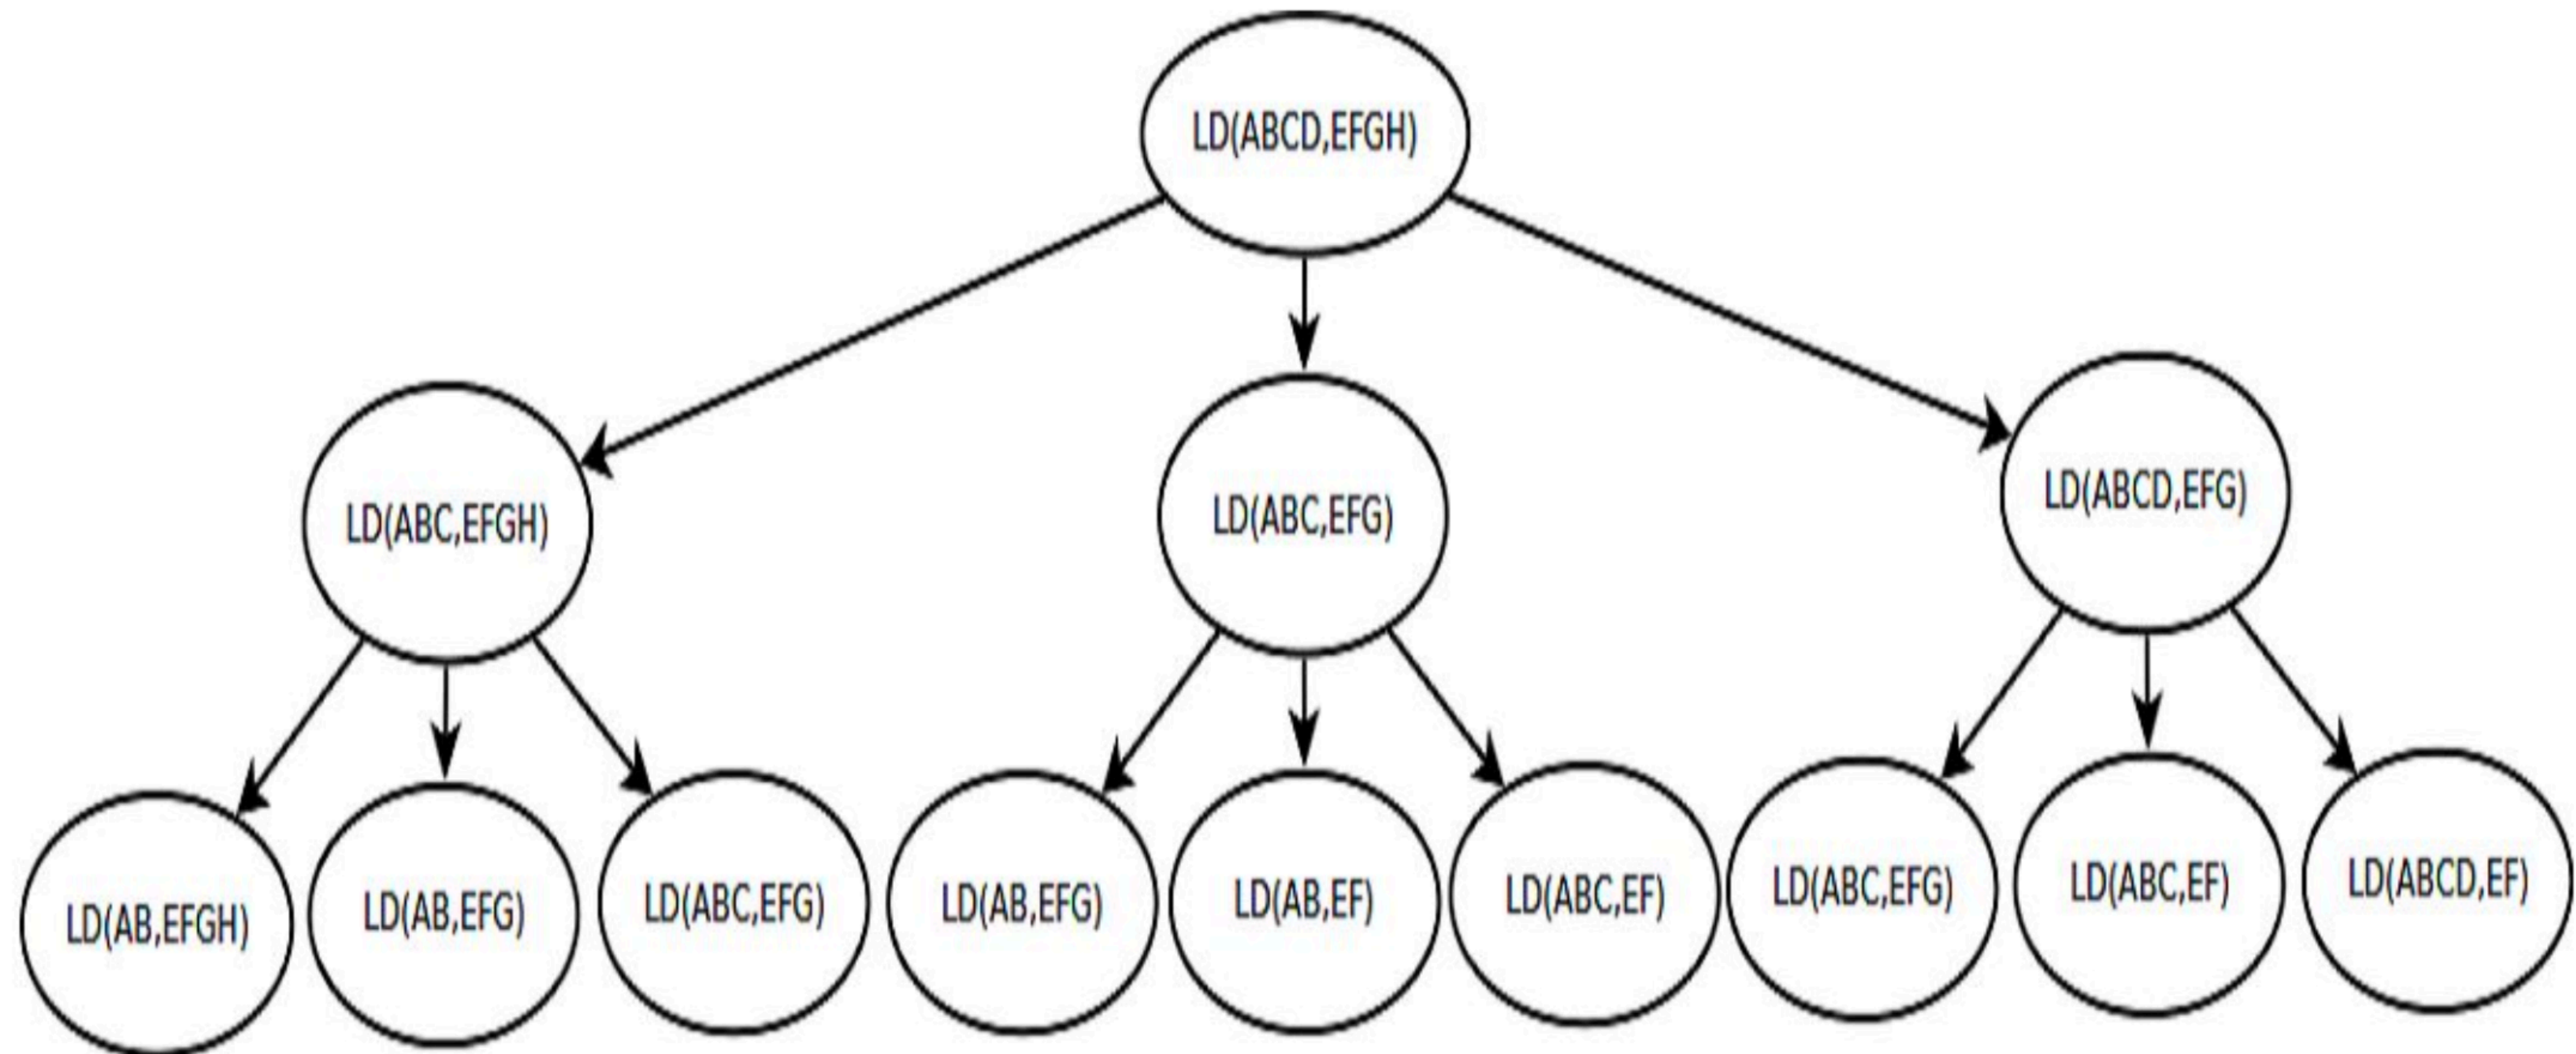 LD(ABCD,EFGH)
LD(ABC,EFGH)
LD(ABC,EFG)
LD(ABCD,EFG)
LD(AB,EFGH)
LD(AB,EFG)
LD(ABC,EFG)
LD(AB,EFG)
LD(AB,EF)
LD(ABC,EF)
LD(ABC,EFG)
LD(ABC,EF)
LD(ABCD,EF)